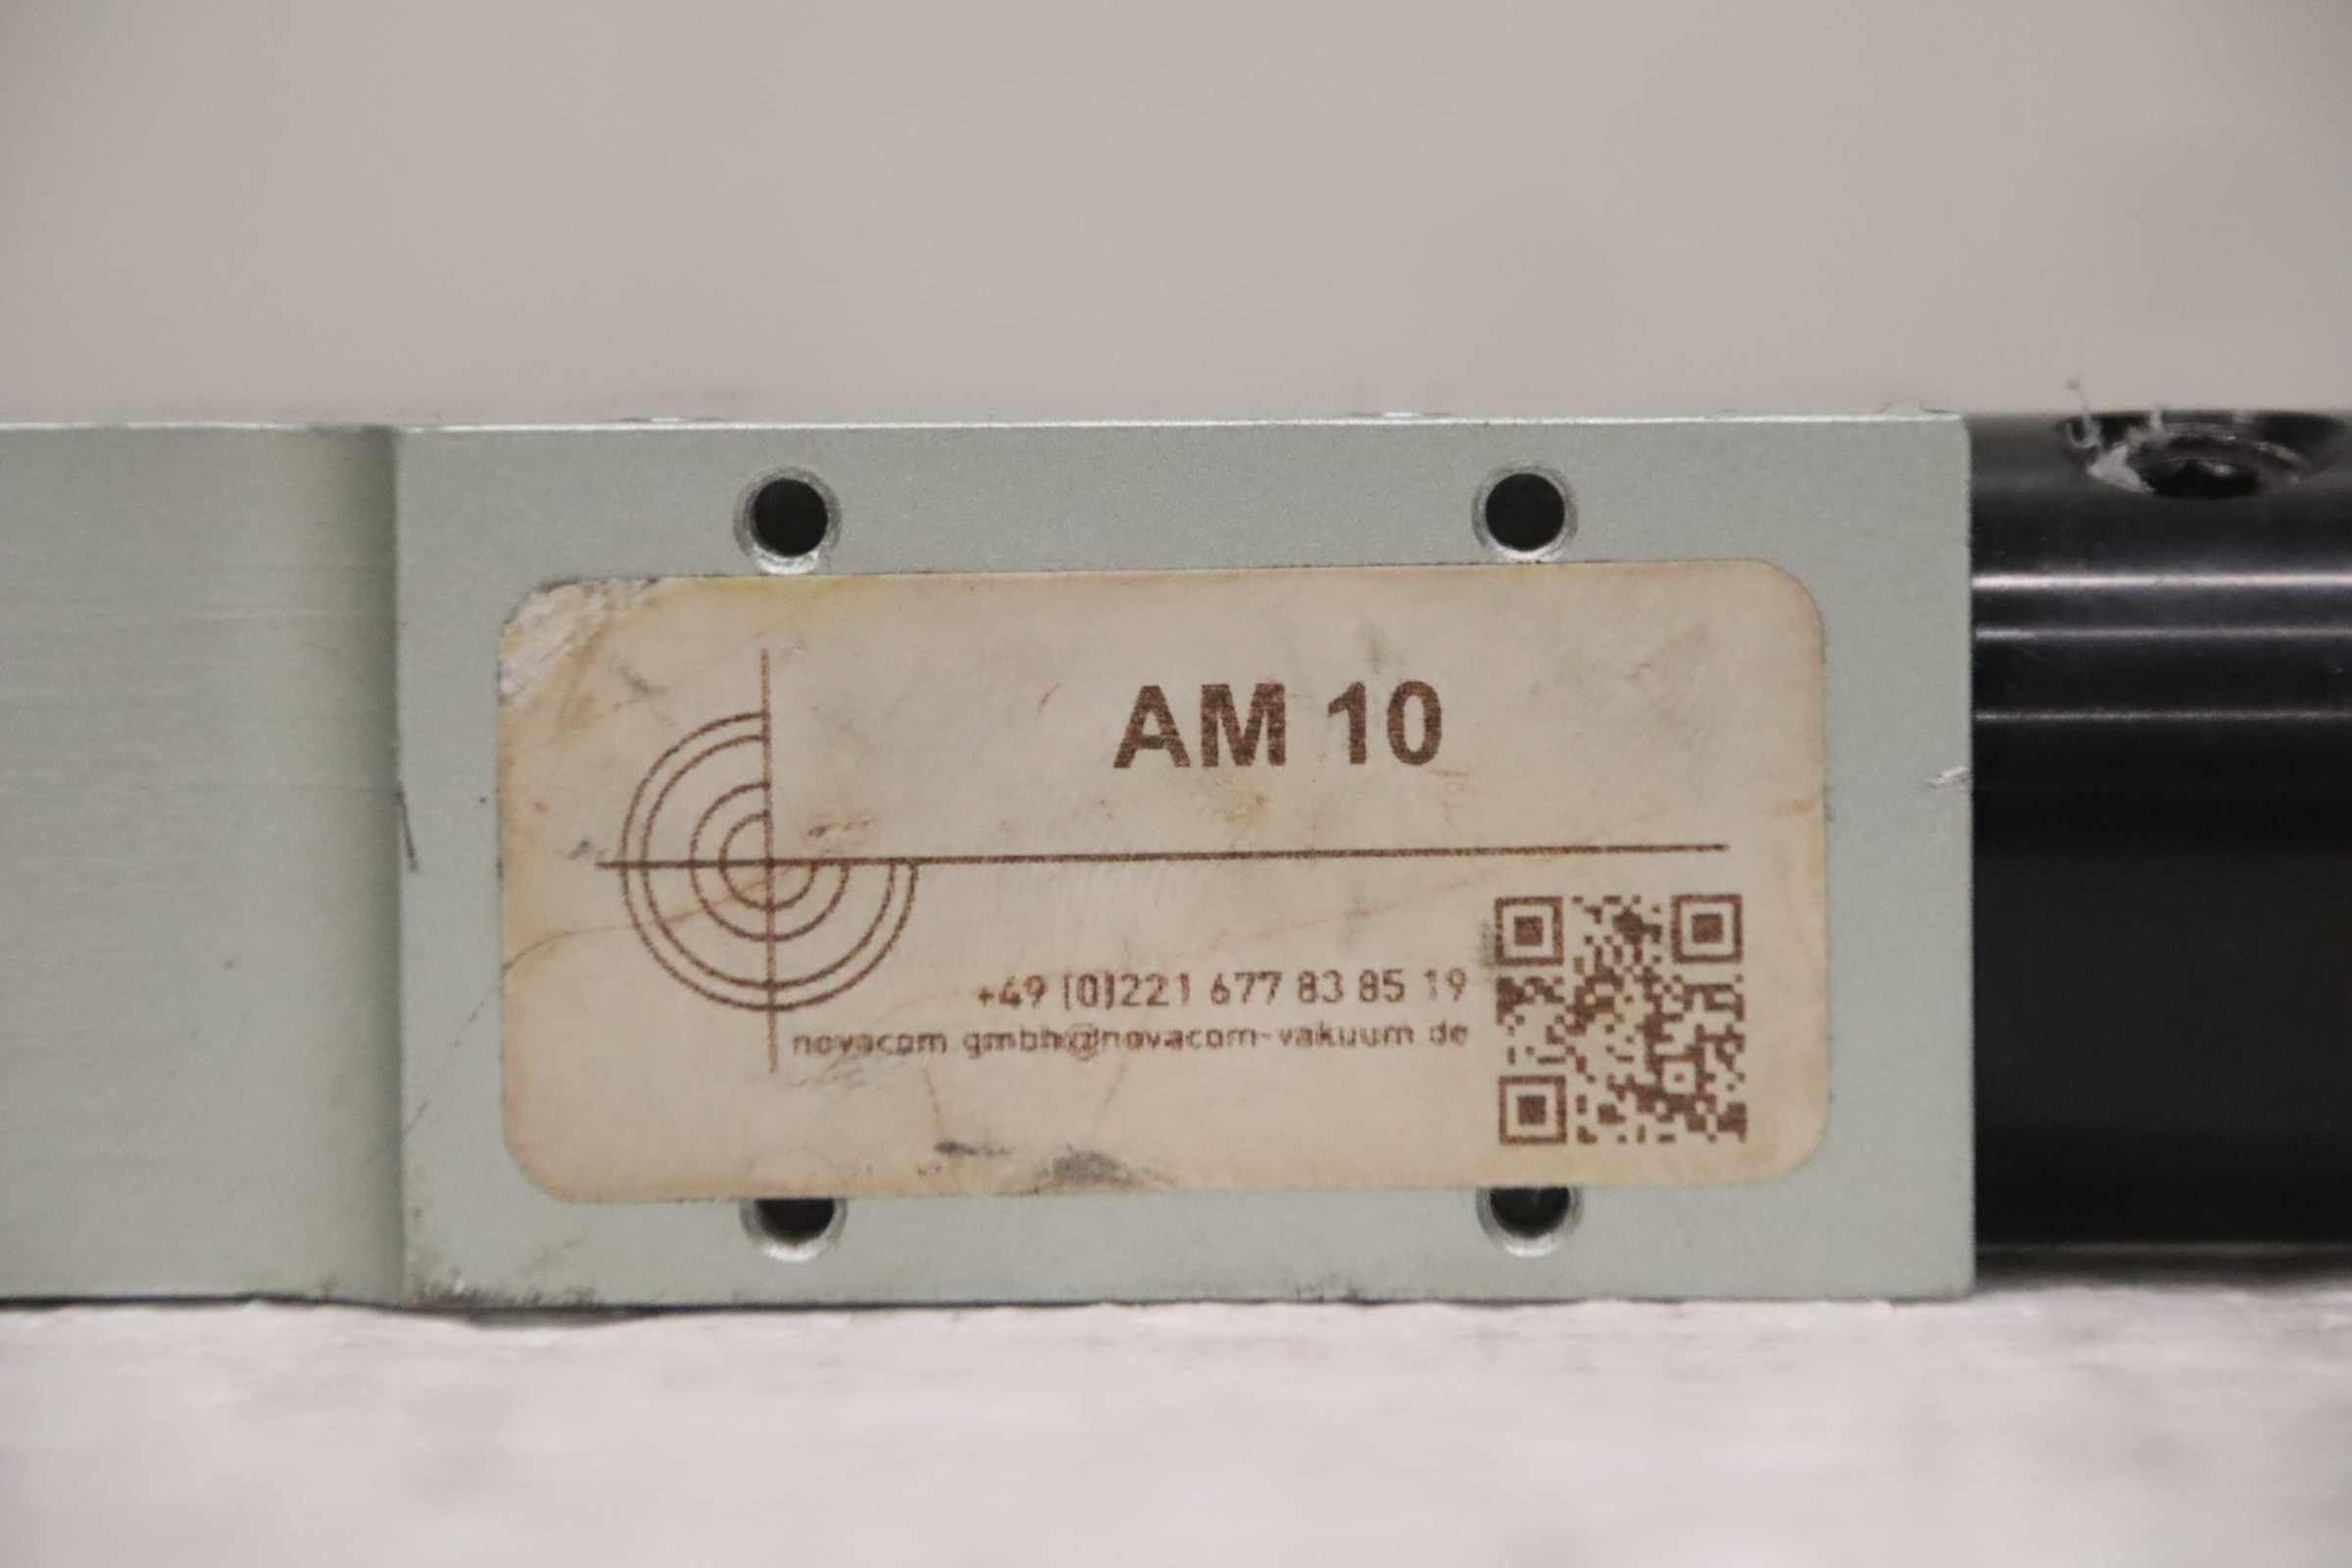 AM 10
+49 (0)221 677 83 85 19
novacom gmbh@novacom-vakuum de